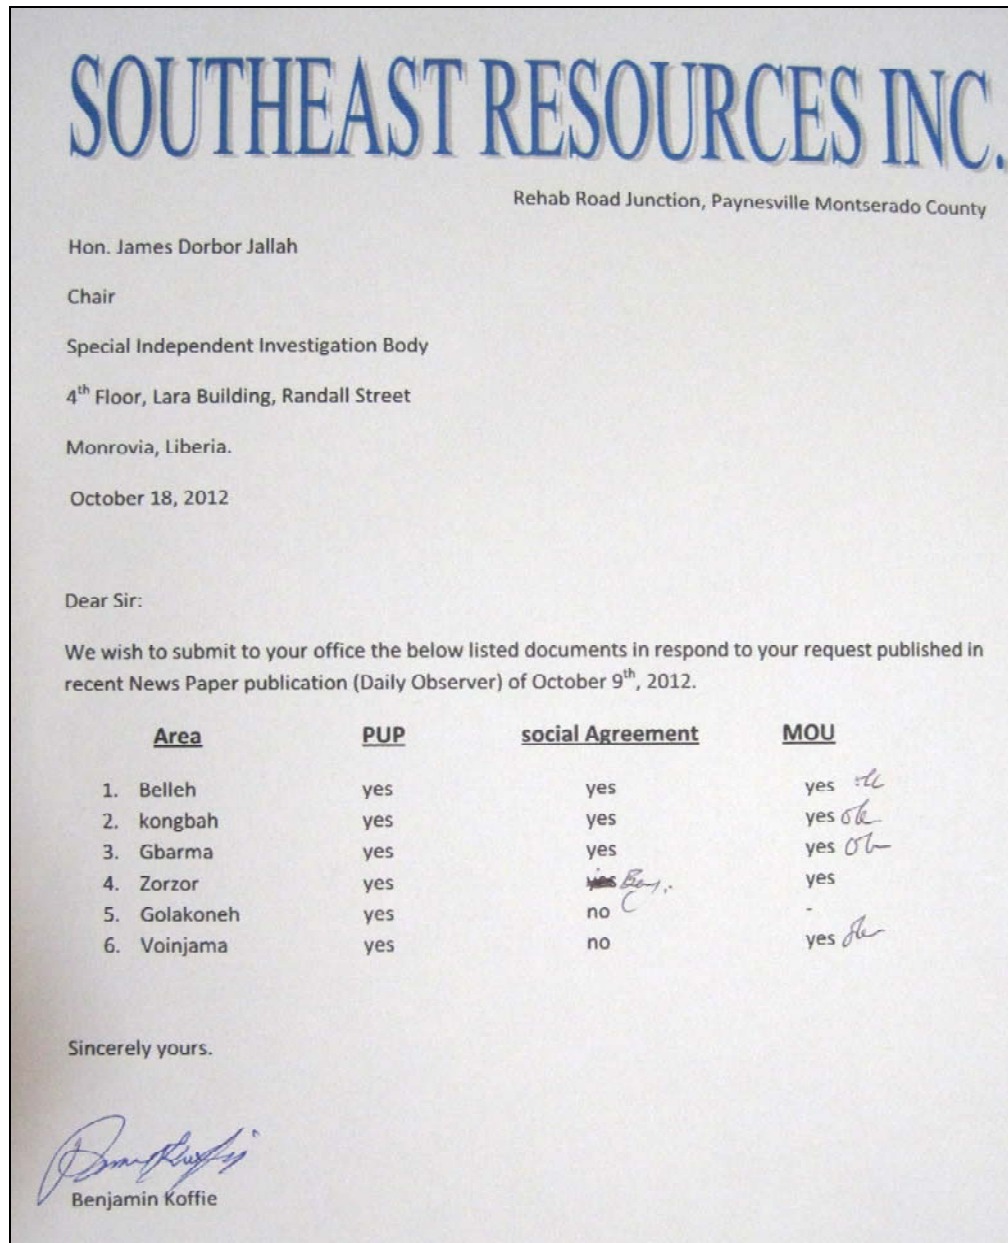 SOUTHEAST RESOURCES INC.
Rehab Road Junction, Paynesville Montserado County
Hon. James Dorbor Jallah
Chair
Special Independent Investigation Body
4th Floor, Lara Building, Randall Street
Monrovia, Liberia.
October 18, 2012
Dear Sir:
We wish to submit to your office the below listed documents in respond to your request published in
recent News Paper publication (Daily Observer) of October 9th, 2012.
Area PUP social Agreement MOU
1. Belleh yes yes yes
2. kongbah yes yes yes ok
3. Gbarma yes yes yes
4. Zorzor yes yes yes
5. Golakoneh yes no -
6. Voinjama yes no yes
Sincerely yours.
Benjamin Koffie